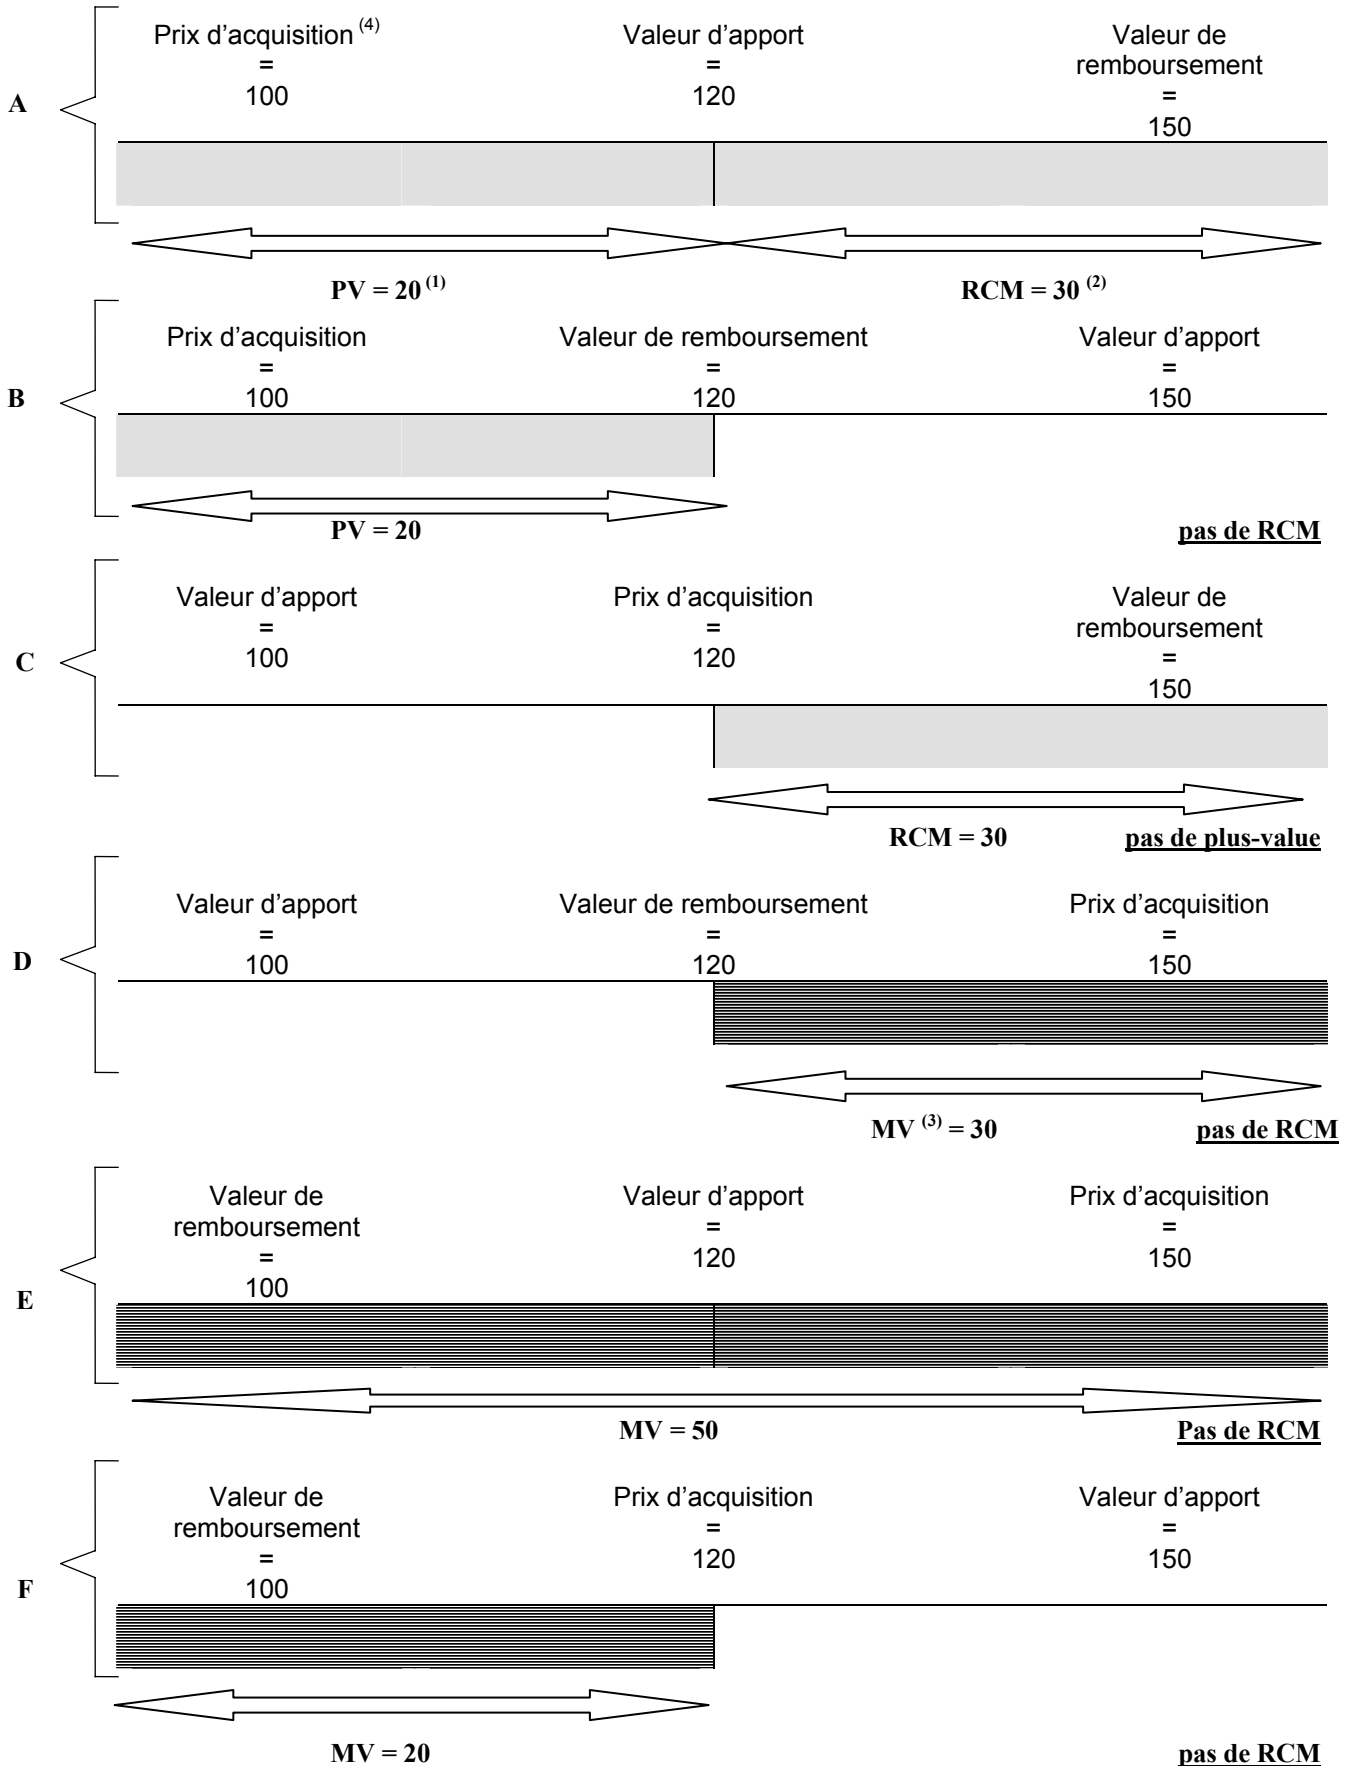 Prix d'acquisition (4) Valeur d'apport Valeur de
= = remboursement
100 120 =
A
150
PV = 20 (1) RCM = 30 (2)
Prix d'acquisition Valeur de remboursement Valeur d'apport
= = =
B 100 120 150
PV = 20 pas de RCM
Valeur d'apport Prix d'acquisition Valeur de
= = remboursement
C 100 120 =
150
RCM = 30 pas de plus-value
Valeur d'apport Valeur de remboursement Prix d'acquisition
= = =
D 100 120 150
MV (3) = 30 pas de RCM
Valeur de Valeur d'apport Prix d'acquisition
remboursement = =
= 120 150
E 100
MV = 50 Pas de RCM
Valeur de Prix d'acquisition Valeur d'apport
remboursement = =
= 120 150
F 100
MV = 20 pas de RCM